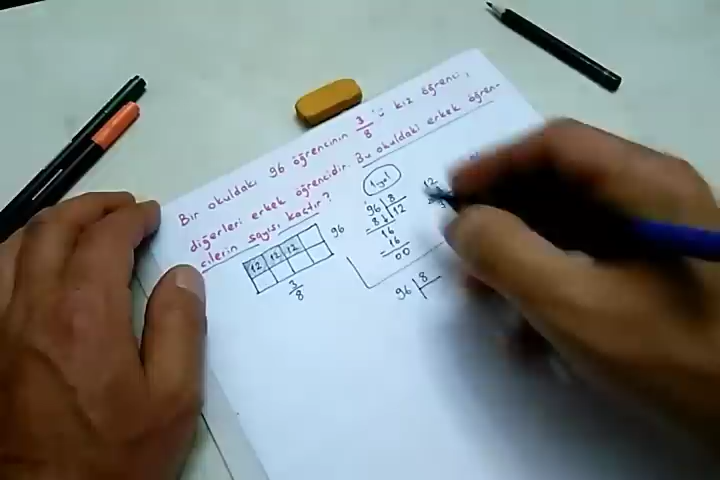 Bir okuldaki 96 öğrencinin 3/8 'ü kız öğrenci,
diğerleri erkek öğrencidir. Bu okuldaki erkek öğren-
cilerin sayısı kaçtır?
1.yol
12
96 8
8 12
16
16
00
12 12 12 96
3/8
96 8